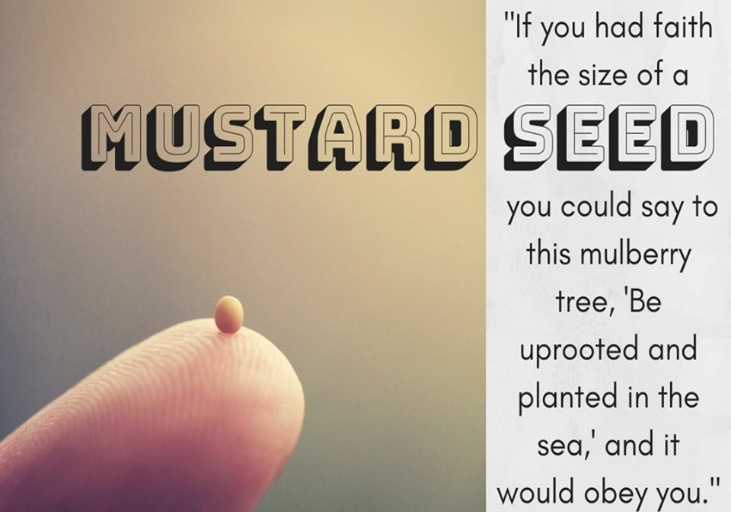 "If you had faith
the size of a
MUSTARD SEED
you could say to
this mulberry
tree, 'Be
uprooted and
planted in the
sea,' and it
would obey you."